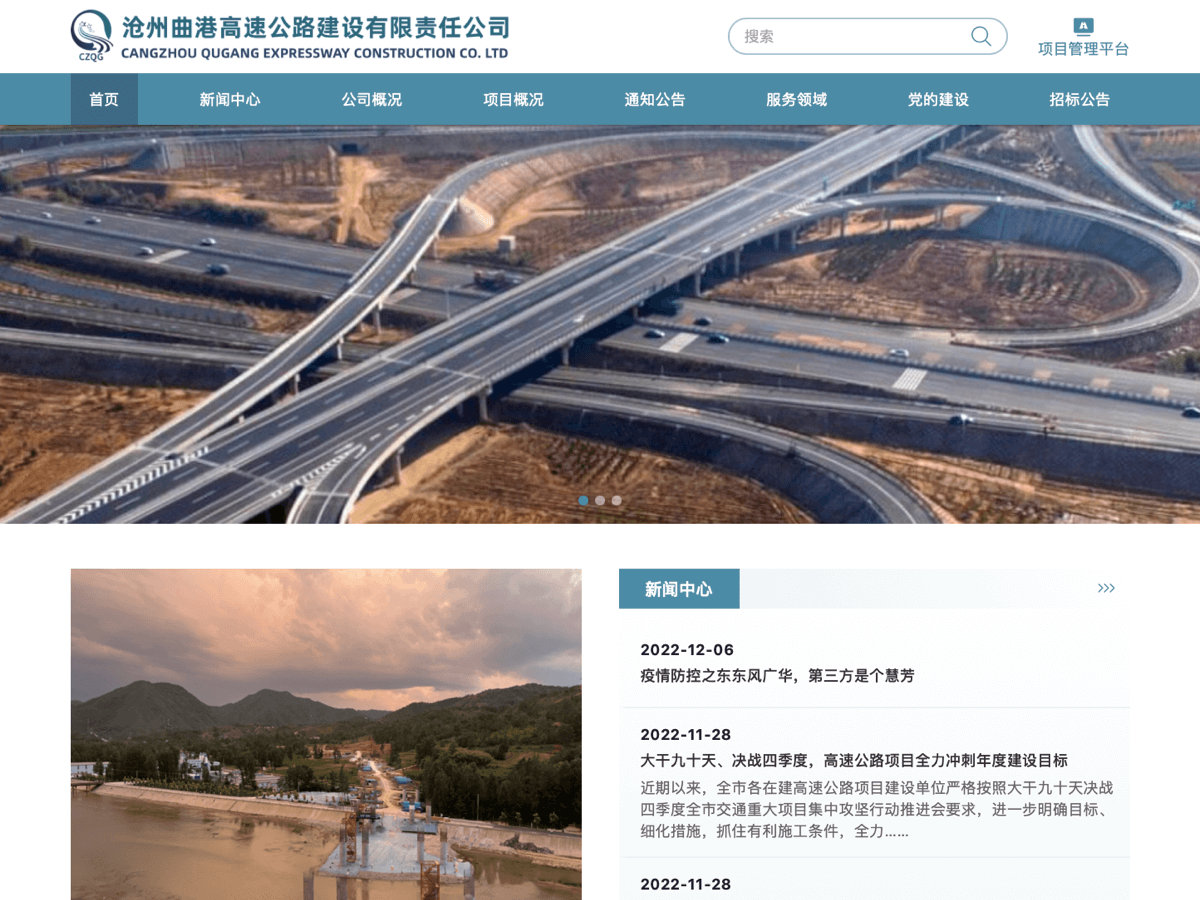 沧州曲港高速公路建设有限责任公司
CANGZHOU QUGANG EXPRESSWAY CONSTRUCTION CO. LTD
CZQG
搜索
项目管理平台
首页
新闻中心
公司概况
项目概况
通知公告
服务领域
党的建设
招标公告
新闻中心
2022-12-06
疫情防控之东东风广华，第三方是个慧芳
2022-11-28
大干九十天、决战四季度，高速公路项目全力冲刺年度建设目标
近期以来，全市各在建高速公路项目建设单位严格按照大干九十天决战
四季度全市交通重大项目集中攻坚行动推进会要求，进一步明确目标、
细化措施，抓住有利施工条件，全力……
2022-11-28